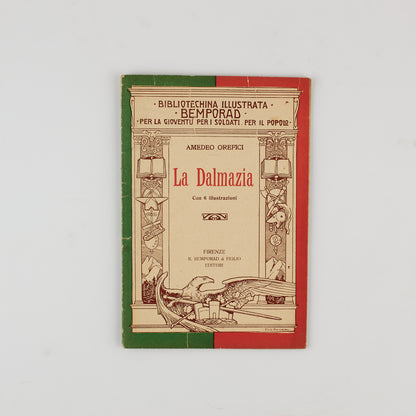 · BIBLIOTECHINA ILLUSTRATA ·
· BEMPORAD ·
· PER LA GIOVENTÙ PER I SOLDATI. PER IL POPOLO ·
AMEDEO OREFICI
La Dalmazia
Con 6 illustrazioni
FIRENZE
R. BEMPORAD & FIGLIO
EDITORI